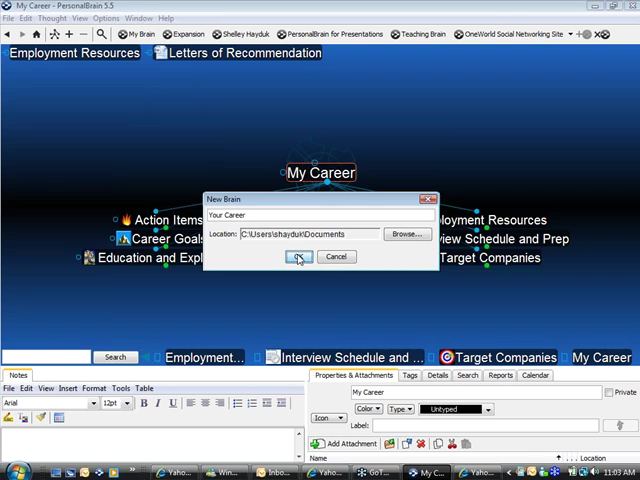 My Career - PersonalBrain 5.5
File Edit Thought View Options Window Help
My Brain Expansion Shelley Hayduk PersonalBrain for Presentations Teaching Brain OneWorld Social Networking Site
Employment Resources Letters of Recommendation
My Career
New Brain
Your Career
Location: C:\Users\shayduk\Documents Browse...
OK Cancel
Action Items ployment Resources
Career Goals view Schedule and Prep
Education and Expl Target Companies
Search Employment... Interview Schedule and ... Target Companies My Career
Notes Properties & Attachments Tags Details Search Reports Calendar
File Edit View Insert Format Tools Table
My Career Private
Arial 12pt B I U
Icon Color Type Untyped
Label:
Add Attachment
Name ... Location
Yaho... Win... Inbo... Yaho... GoT... My C... Yaho... 11:03 AM